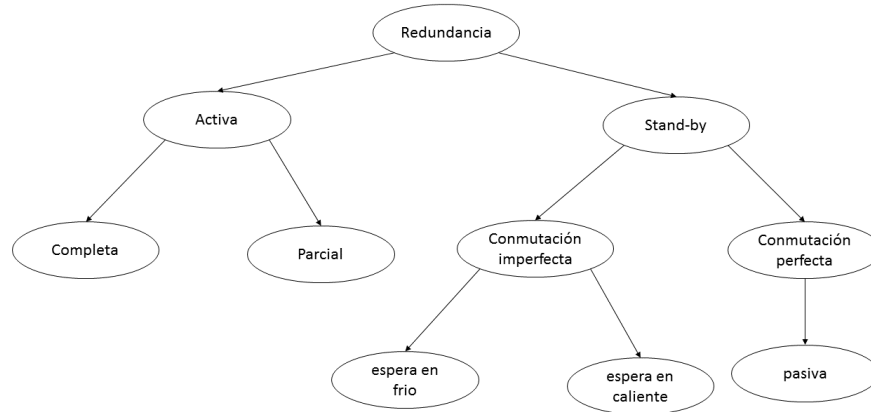 Redundancia
Activa
Stand-by
Completa
Parcial
Conmutación
imperfecta
Conmutación
perfecta
espera en
frio
espera en
caliente
pasiva